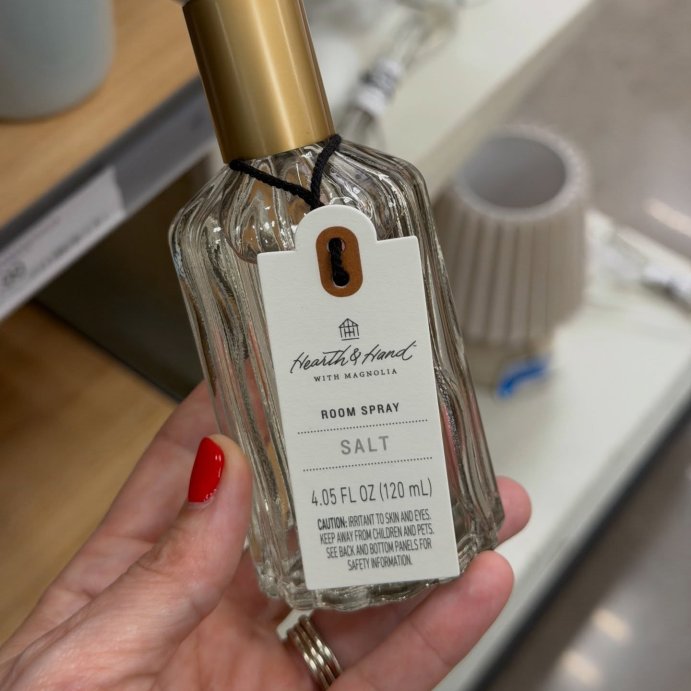 Hearth & Hand
WITH MAGNOLIA
ROOM SPRAY
SALT
4.05 FL OZ (120 mL)
CAUTION: IRRITANT TO SKIN AND EYES.
KEEP AWAY FROM CHILDREN AND PETS.
SEE BACK AND BOTTOM PANELS FOR
SAFETY INFORMATION.